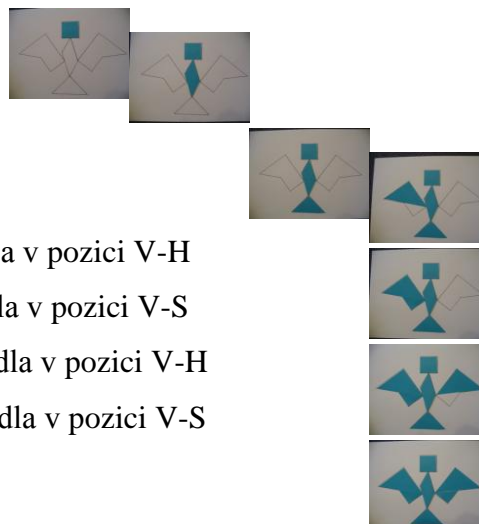 a v pozici V-H
la v pozici V-S
dla v pozici V-H
dla v pozici V-S